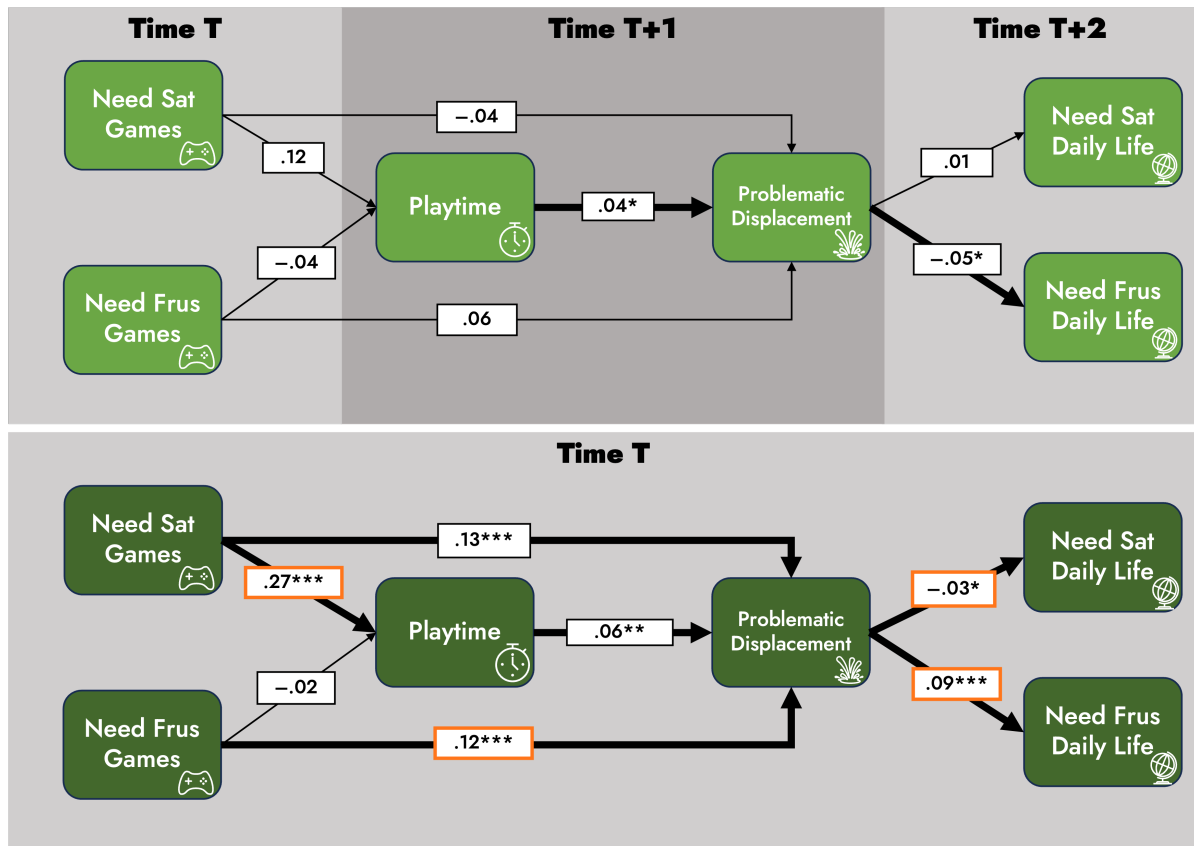 Time T
Time T+1
Time T+2
Need Sat
Games
–.04
Need Sat
Daily Life
.12
.01
Playtime
.04*
Problematic
Displacement
–.04
–.05*
Need Frus
Games
.06
Need Frus
Daily Life
Time T
Need Sat
Games
.13***
Need Sat
Daily Life
.27***
–.03*
Playtime
.06**
Problematic
Displacement
–.02
.09***
Need Frus
Games
.12***
Need Frus
Daily Life